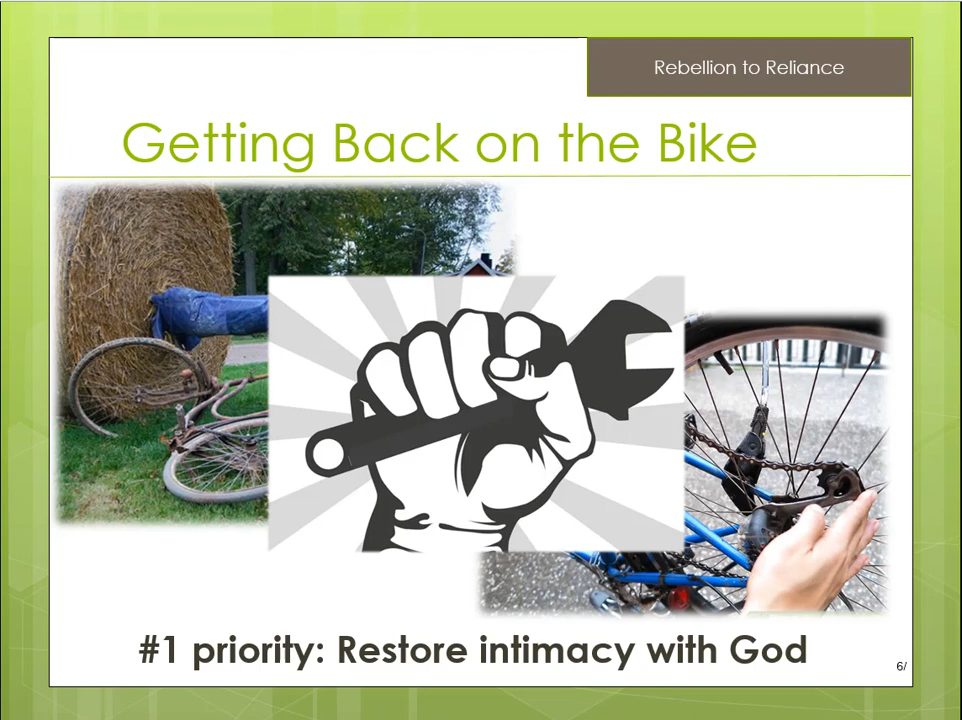 Rebellion to Reliance
Getting Back on the Bike
#1 priority: Restore intimacy with God
6/